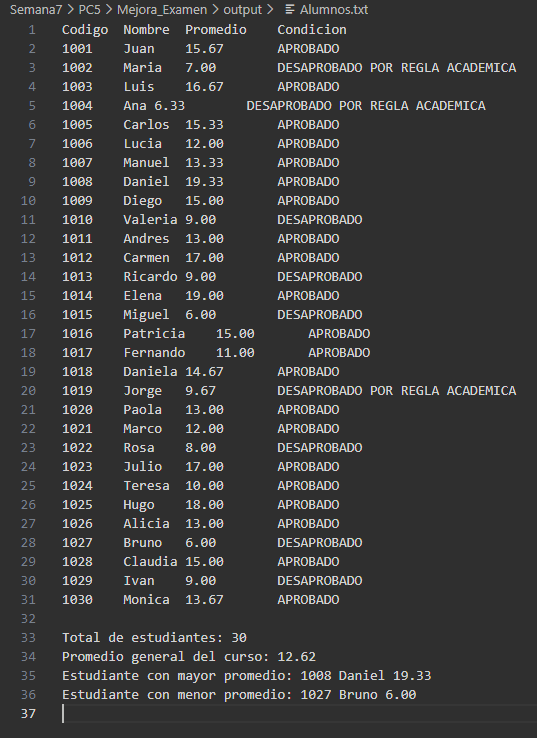 Semana7 > PC5 > Mejora_Examen > output > Alumnos.txt
1 Codigo Nombre Promedio Condicion
2 1001 Juan 15.67 APROBADO
3 1002 Maria 7.00 DESAPROBADO POR REGLA ACADEMICA
4 1003 Luis 16.67 APROBADO
5 1004 Ana 6.33 DESAPROBADO POR REGLA ACADEMICA
6 1005 Carlos 15.33 APROBADO
7 1006 Lucia 12.00 APROBADO
8 1007 Manuel 13.33 APROBADO
9 1008 Daniel 19.33 APROBADO
10 1009 Diego 15.00 APROBADO
11 1010 Valeria 9.00 DESAPROBADO
12 1011 Andres 13.00 APROBADO
13 1012 Carmen 17.00 APROBADO
14 1013 Ricardo 9.00 DESAPROBADO
15 1014 Elena 19.00 APROBADO
16 1015 Miguel 6.00 DESAPROBADO
17 1016 Patricia 15.00 APROBADO
18 1017 Fernando 11.00 APROBADO
19 1018 Daniela 14.67 APROBADO
20 1019 Jorge 9.67 DESAPROBADO POR REGLA ACADEMICA
21 1020 Paola 13.00 APROBADO
22 1021 Marco 12.00 APROBADO
23 1022 Rosa 8.00 DESAPROBADO
24 1023 Julio 17.00 APROBADO
25 1024 Teresa 10.00 APROBADO
26 1025 Hugo 18.00 APROBADO
27 1026 Alicia 13.00 APROBADO
28 1027 Bruno 6.00 DESAPROBADO
29 1028 Claudia 15.00 APROBADO
30 1029 Ivan 9.00 DESAPROBADO
31 1030 Monica 13.67 APROBADO
32
33 Total de estudiantes: 30
34 Promedio general del curso: 12.62
35 Estudiante con mayor promedio: 1008 Daniel 19.33
36 Estudiante con menor promedio: 1027 Bruno 6.00
37